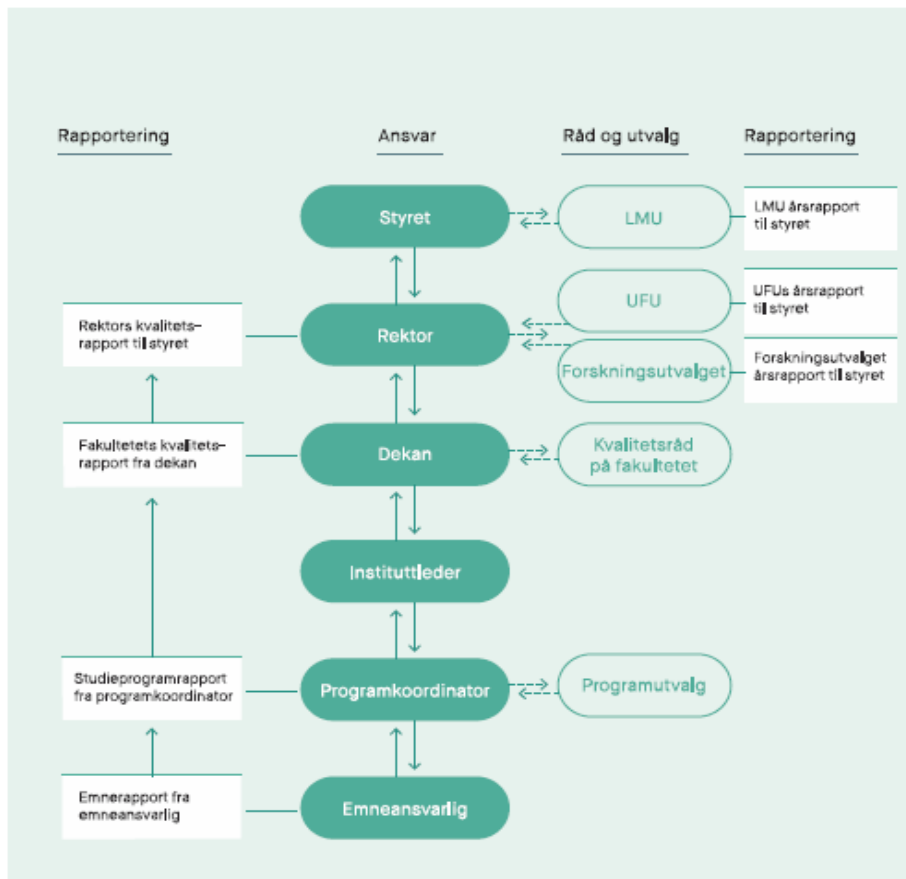 Rapportering
Ansvar
Råd og utvalg
Rapportering
Styret
LMU
LMU årsrapport
til styret
UFU
UFUs årsrapport
til styret
Rektors kvalitets-
rapport til styret
Rektor
Forskningsutvalget
Forskningsutvalget
årsrapport til styret
Fakultetets kvalitets-
rapport fra dekan
Dekan
Kvalitetsråd
på fakultetet
Instituttleder
Studieprogramrapport
fra programkoordinator
Programkoordinator
Programutvalg
Emnerapport fra
emneansvarlig
Emneansvarlig